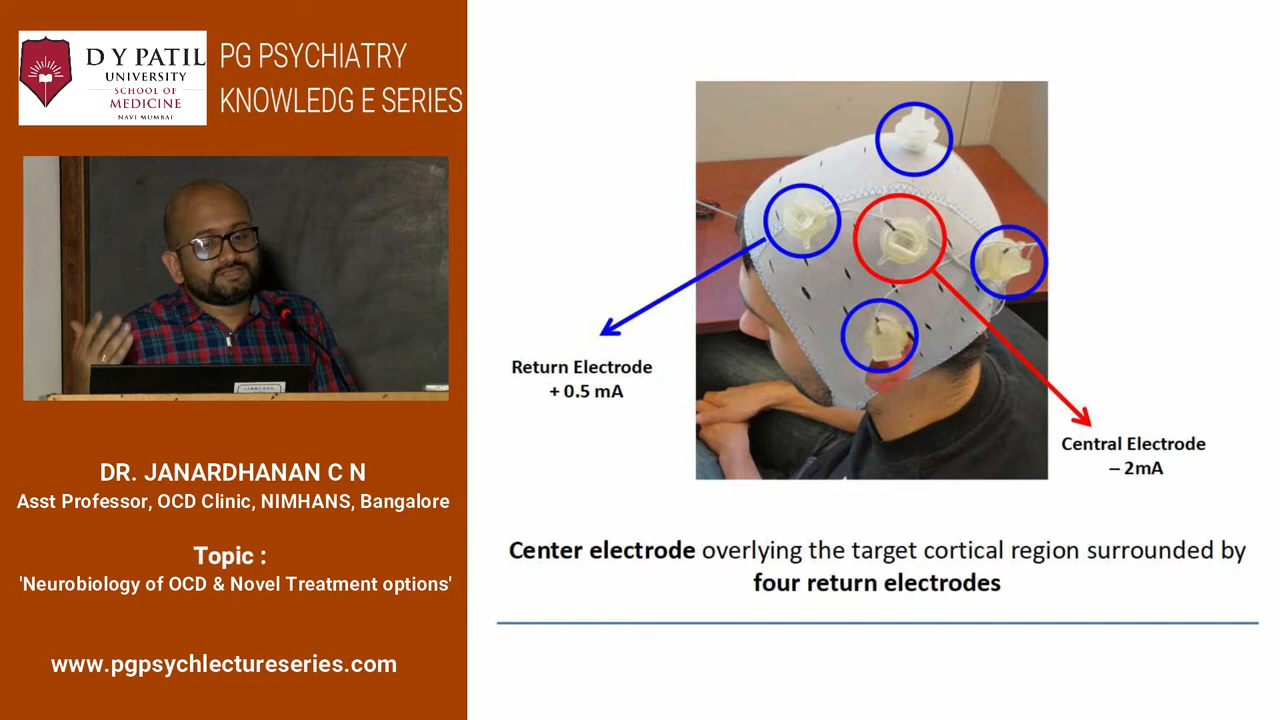 D Y PATIL
UNIVERSITY
SCHOOL OF
MEDICINE
NAVI MUMBAI
PG PSYCHIATRY
KNOWLEDG E SERIES
DR. JANARDHANAN C N
Asst Professor, OCD Clinic, NIMHANS, Bangalore
Topic :
'Neurobiology of OCD & Novel Treatment options'
www.pgpsychlectureseries.com
Return Electrode
+ 0.5 mA
Central Electrode
– 2mA
Center electrode overlying the target cortical region surrounded by
four return electrodes